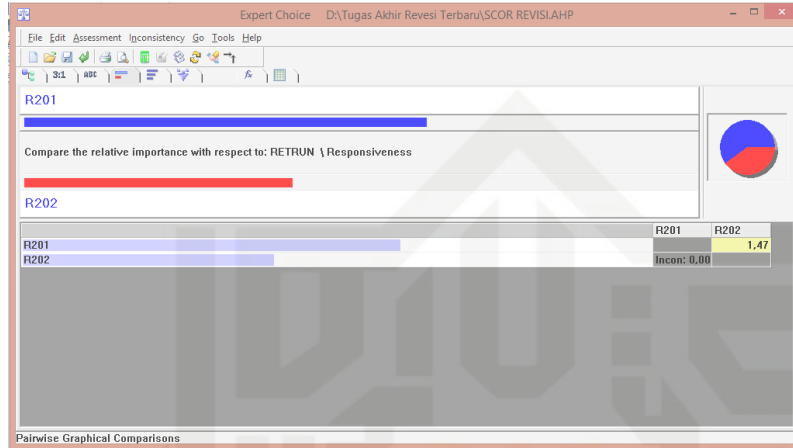 Expert Choice D:\Tugas Akhir Revesi Terbaru\SCOR REVISI.AHP
File Edit Assessment Inconsistency Go Tools Help
3:1 ABC fx
R201
Compare the relative importance with respect to: RETRUN \ Responsiveness
R202
R201 R202
R201 1,47
R202 Incon: 0,00
Pairwise Graphical Comparisons